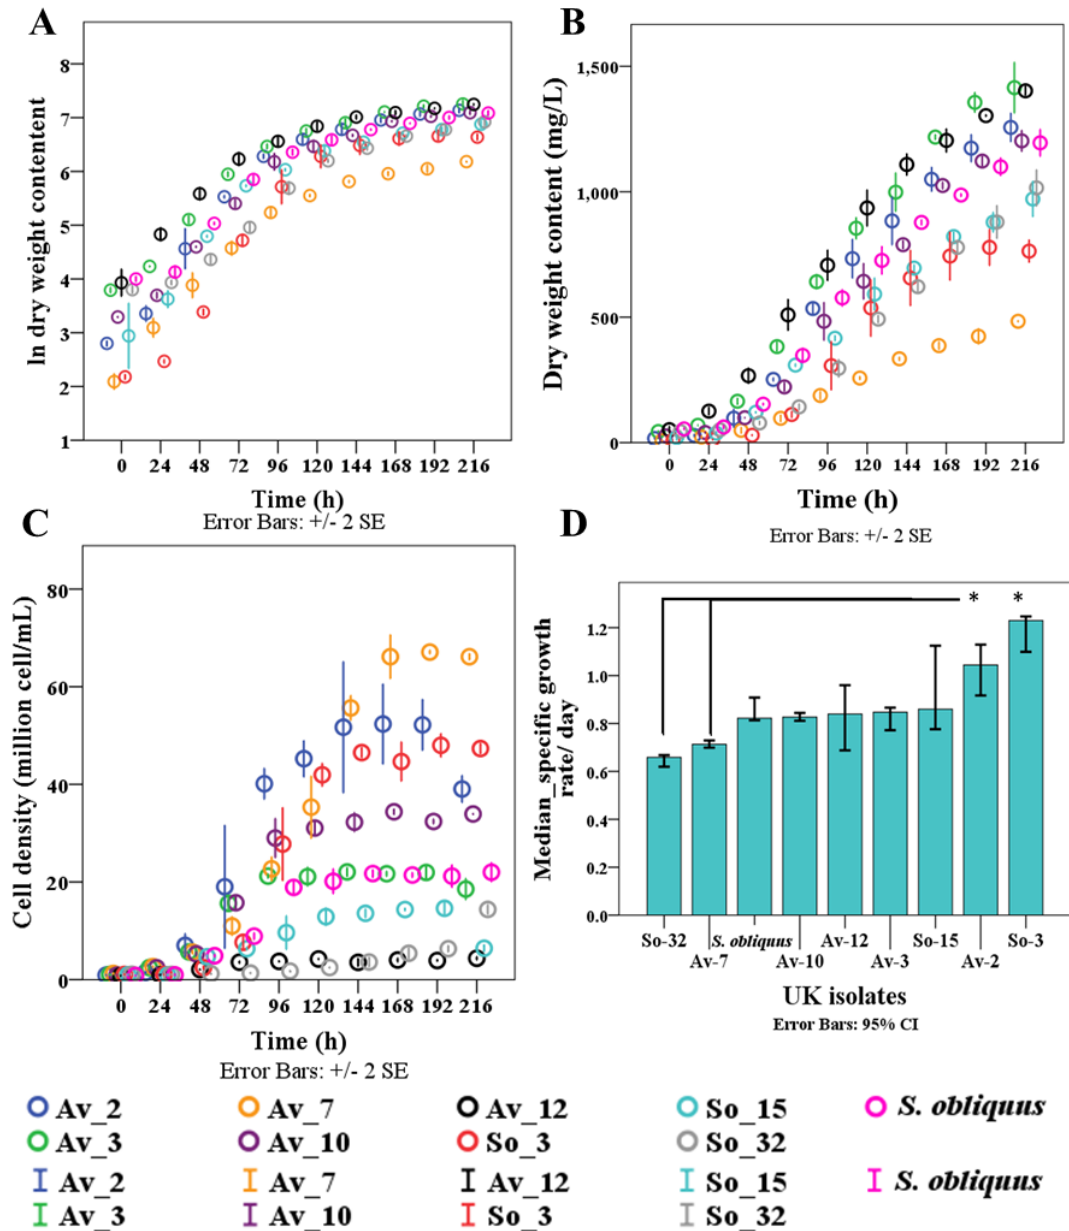 A
8
7
6
5
4
3
2
1
ln dry weight contentent
0 24 48 72 96 120 144 168 192 216
Time (h)
Error Bars: +/- 2 SE
B
1,500
1,000
500
0
Dry weight content (mg/L)
0 24 48 72 96 120 144 168 192 216
Time (h)
Error Bars: +/- 2 SE
C
80
60
40
20
0
Cell density (million cell/mL)
0 24 48 72 96 120 144 168 192 216
Time (h)
Error Bars: +/- 2 SE
D
* *
1.2
1.0
0.8
0.6
0.4
0.2
0.0
Median_specific growth
rate/ day
So-32 S. obliquus Av-12 So-15 So-3
Av-7 Av-10 Av-3 Av-2
UK isolates
Error Bars: 95% CI
Av_2 Av_7 Av_12 So_15 S. obliquus
Av_3 Av_10 So_3 So_32
Av_2 Av_7 Av_12 So_15 S. obliquus
Av_3 Av_10 So_3 So_32